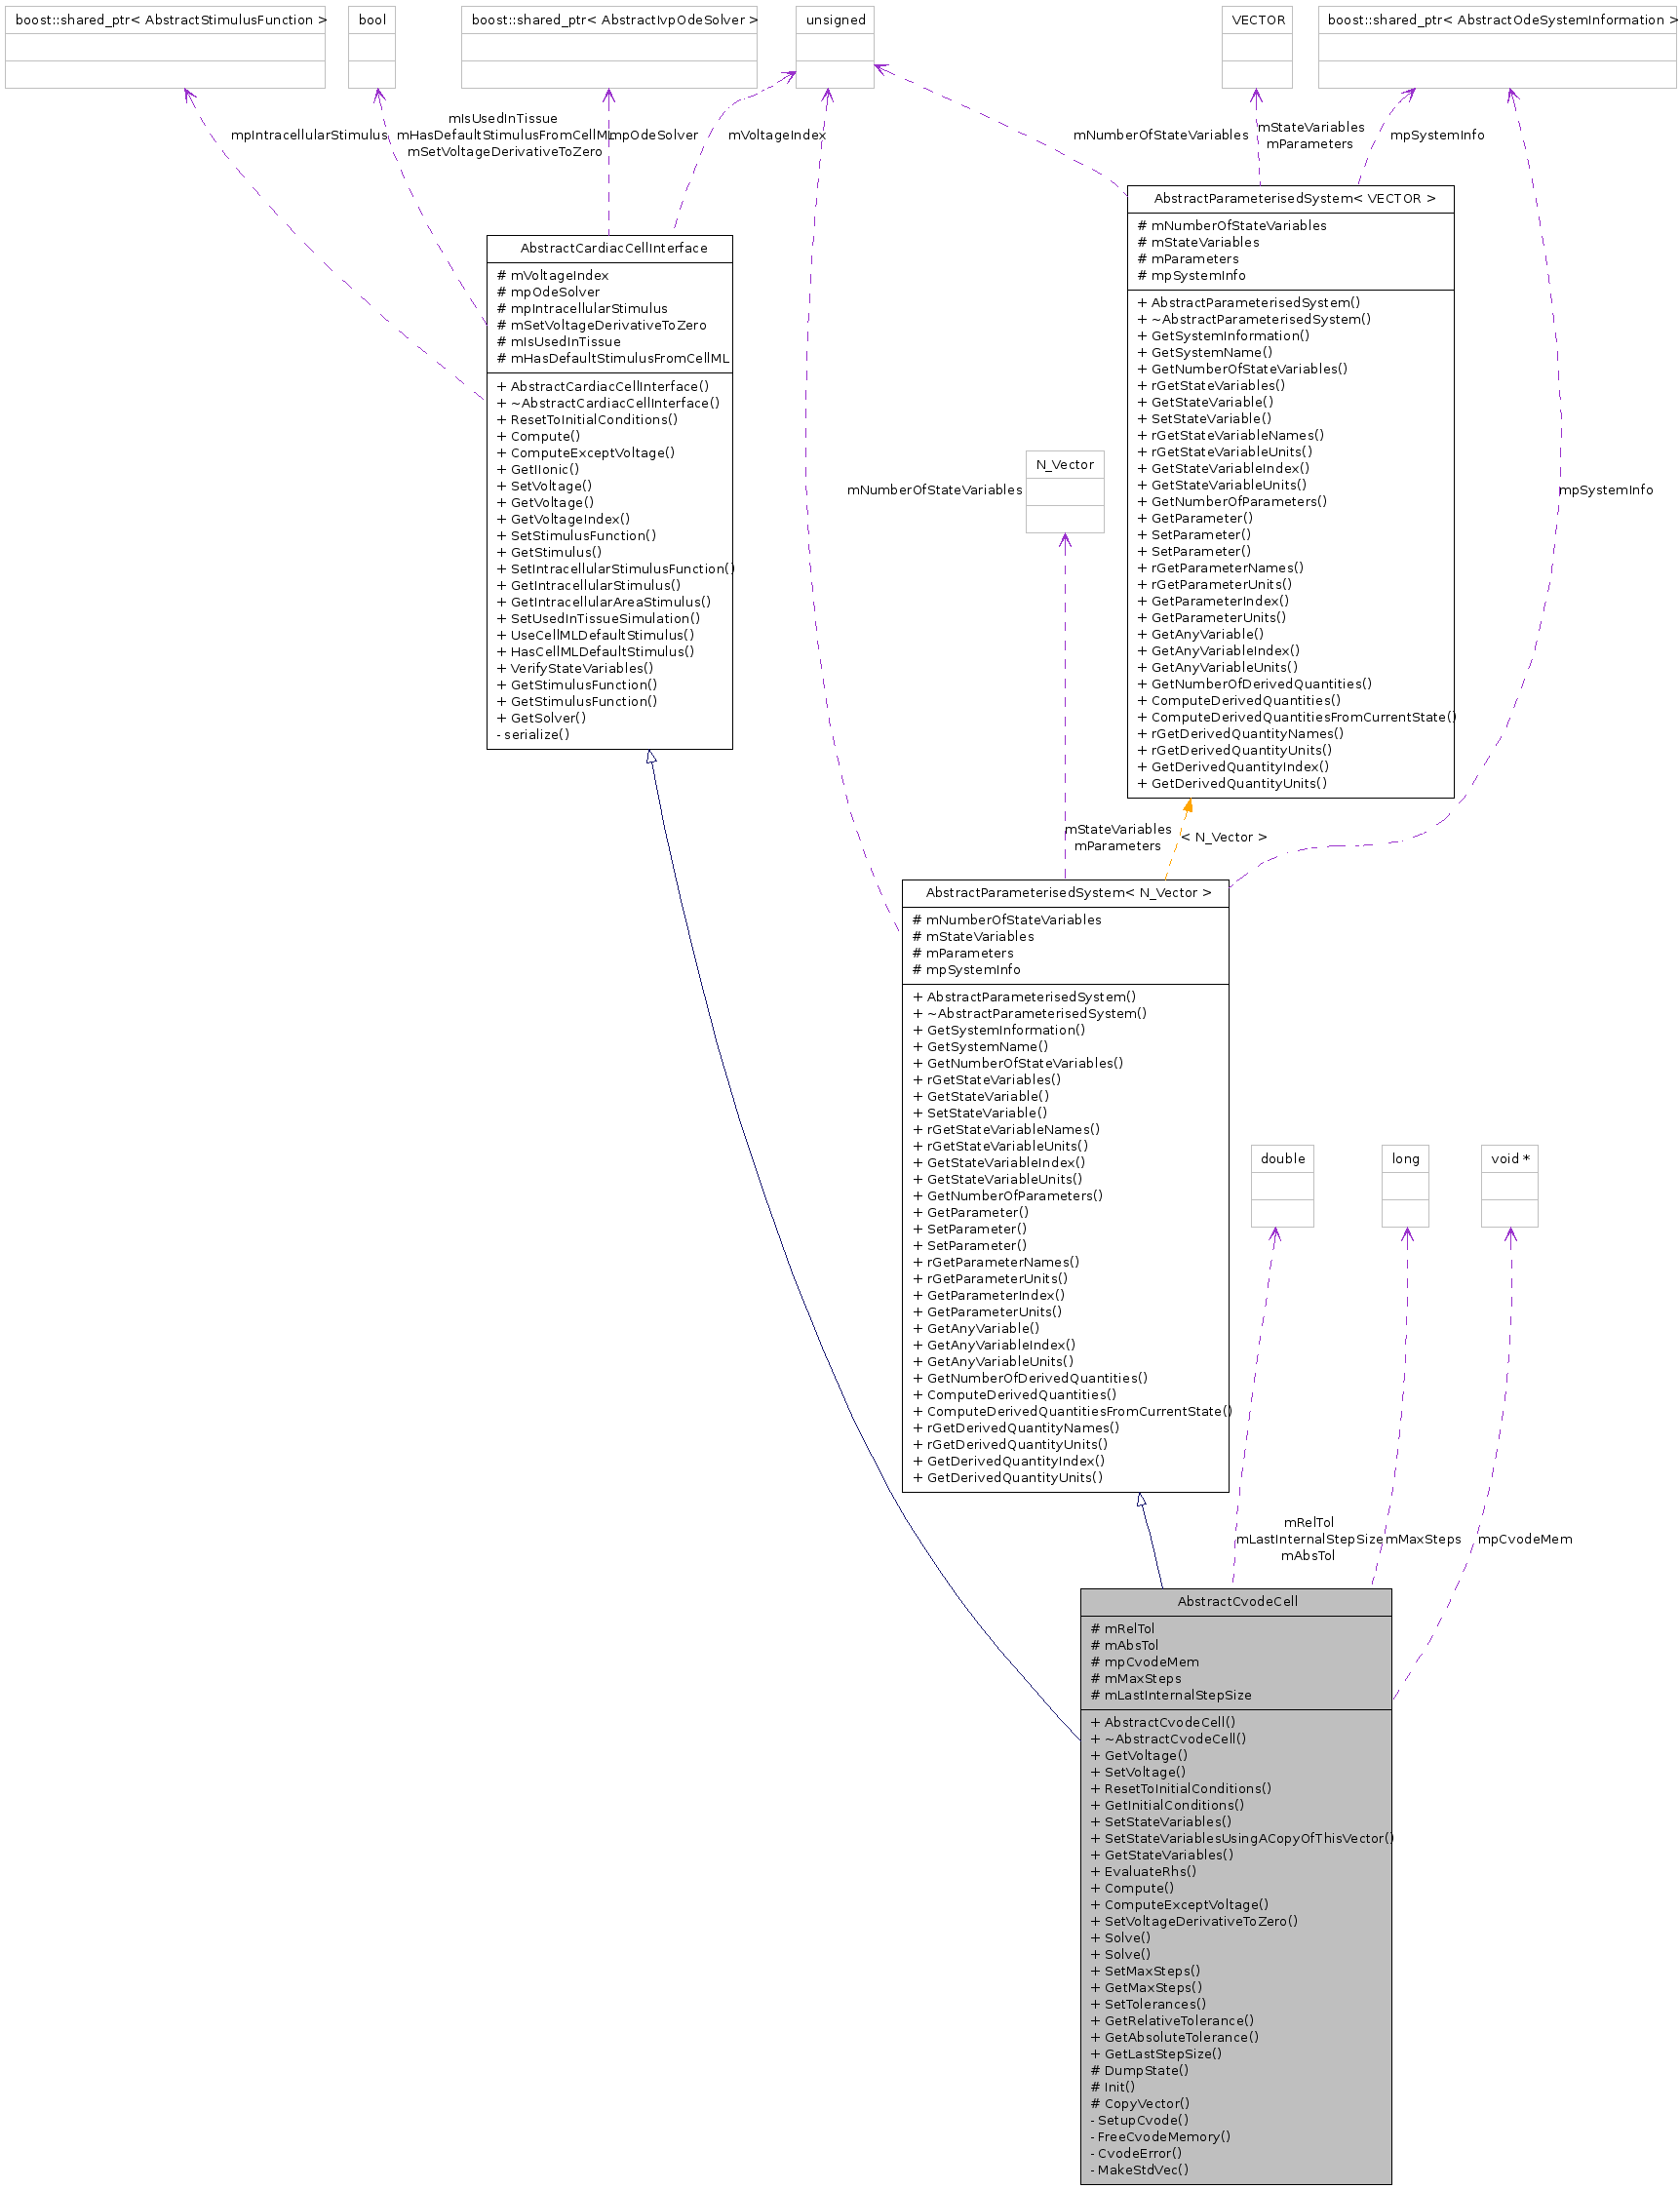 boost::shared_ptr< AbstractStimulusFunction >
bool
boost::shared_ptr< AbstractIvpOdeSolver >
unsigned
VECTOR
boost::shared_ptr< AbstractOdeSystemInformation >
mpIntracellularStimulus
mIsUsedInTissue
mHasDefaultStimulusFromCellML
mSetVoltageDerivativeToZero
mpOdeSolver
mVoltageIndex
mNumberOfStateVariables
mStateVariables
mParameters
mpSystemInfo
AbstractParameterisedSystem< VECTOR >
# mNumberOfStateVariables
# mStateVariables
# mParameters
# mpSystemInfo
+ AbstractParameterisedSystem()
+ ~AbstractParameterisedSystem()
+ GetSystemInformation()
+ GetSystemName()
+ GetNumberOfStateVariables()
+ rGetStateVariables()
+ GetStateVariable()
+ SetStateVariable()
+ rGetStateVariableNames()
+ rGetStateVariableUnits()
+ GetStateVariableIndex()
+ GetStateVariableUnits()
+ GetNumberOfParameters()
+ GetParameter()
+ SetParameter()
+ SetParameter()
+ rGetParameterNames()
+ rGetParameterUnits()
+ GetParameterIndex()
+ GetParameterUnits()
+ GetAnyVariable()
+ GetAnyVariableIndex()
+ GetAnyVariableUnits()
+ GetNumberOfDerivedQuantities()
+ ComputeDerivedQuantities()
+ ComputeDerivedQuantitiesFromCurrentState()
+ rGetDerivedQuantityNames()
+ rGetDerivedQuantityUnits()
+ GetDerivedQuantityIndex()
+ GetDerivedQuantityUnits()
AbstractCardiacCellInterface
# mVoltageIndex
# mpOdeSolver
# mpIntracellularStimulus
# mSetVoltageDerivativeToZero
# mIsUsedInTissue
# mHasDefaultStimulusFromCellML
+ AbstractCardiacCellInterface()
+ ~AbstractCardiacCellInterface()
+ ResetToInitialConditions()
+ Compute()
+ ComputeExceptVoltage()
+ GetIIonic()
+ SetVoltage()
+ GetVoltage()
+ GetVoltageIndex()
+ SetStimulusFunction()
+ GetStimulus()
+ SetIntracellularStimulusFunction()
+ GetIntracellularStimulus()
+ GetIntracellularAreaStimulus()
+ SetUsedInTissueSimulation()
+ UseCellMLDefaultStimulus()
+ HasCellMLDefaultStimulus()
+ VerifyStateVariables()
+ GetStimulusFunction()
+ GetStimulusFunction()
+ GetSolver()
- serialize()
N_Vector
mNumberOfStateVariables
mpSystemInfo
mStateVariables
mParameters
< N_Vector >
AbstractParameterisedSystem< N_Vector >
# mNumberOfStateVariables
# mStateVariables
# mParameters
# mpSystemInfo
+ AbstractParameterisedSystem()
+ ~AbstractParameterisedSystem()
+ GetSystemInformation()
+ GetSystemName()
+ GetNumberOfStateVariables()
+ rGetStateVariables()
+ GetStateVariable()
+ SetStateVariable()
+ rGetStateVariableNames()
+ rGetStateVariableUnits()
+ GetStateVariableIndex()
+ GetStateVariableUnits()
+ GetNumberOfParameters()
+ GetParameter()
+ SetParameter()
+ SetParameter()
+ rGetParameterNames()
+ rGetParameterUnits()
+ GetParameterIndex()
+ GetParameterUnits()
+ GetAnyVariable()
+ GetAnyVariableIndex()
+ GetAnyVariableUnits()
+ GetNumberOfDerivedQuantities()
+ ComputeDerivedQuantities()
+ ComputeDerivedQuantitiesFromCurrentState()
+ rGetDerivedQuantityNames()
+ rGetDerivedQuantityUnits()
+ GetDerivedQuantityIndex()
+ GetDerivedQuantityUnits()
double
long
void *
mRelTol
mLastInternalStepSize
mAbsTol
mMaxSteps
mpCvodeMem
AbstractCvodeCell
# mRelTol
# mAbsTol
# mpCvodeMem
# mMaxSteps
# mLastInternalStepSize
+ AbstractCvodeCell()
+ ~AbstractCvodeCell()
+ GetVoltage()
+ SetVoltage()
+ ResetToInitialConditions()
+ GetInitialConditions()
+ SetStateVariables()
+ SetStateVariablesUsingACopyOfThisVector()
+ GetStateVariables()
+ EvaluateRhs()
+ Compute()
+ ComputeExceptVoltage()
+ SetVoltageDerivativeToZero()
+ Solve()
+ Solve()
+ SetMaxSteps()
+ GetMaxSteps()
+ SetTolerances()
+ GetRelativeTolerance()
+ GetAbsoluteTolerance()
+ GetLastStepSize()
# DumpState()
# Init()
# CopyVector()
- SetupCvode()
- FreeCvodeMemory()
- CvodeError()
- MakeStdVec()